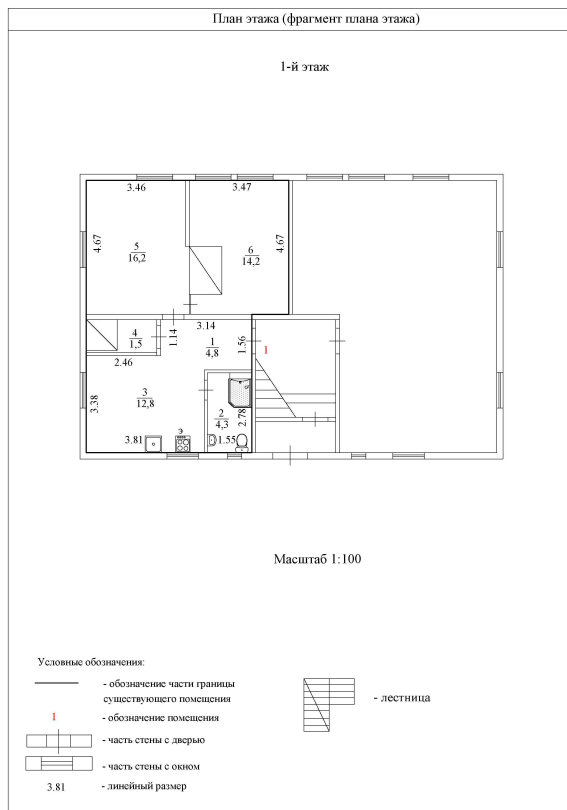 План этажа (фрагмент плана этажа)
1-й этаж
3.46
3.47
4.67
5
16,2
6
14,2
4.67
4
1,5
1.14
3.14
1
4,8
1.56
1
2.46
3
12,8
3.38
2
4,3
2.78
э
3.81
1.55
Масштаб 1:100
Условные обозначения:
- обозначение части границы
существующего помещения
1 - обозначение помещения
- часть стены с дверью
- часть стены с окном
3.81 - линейный размер
- лестница